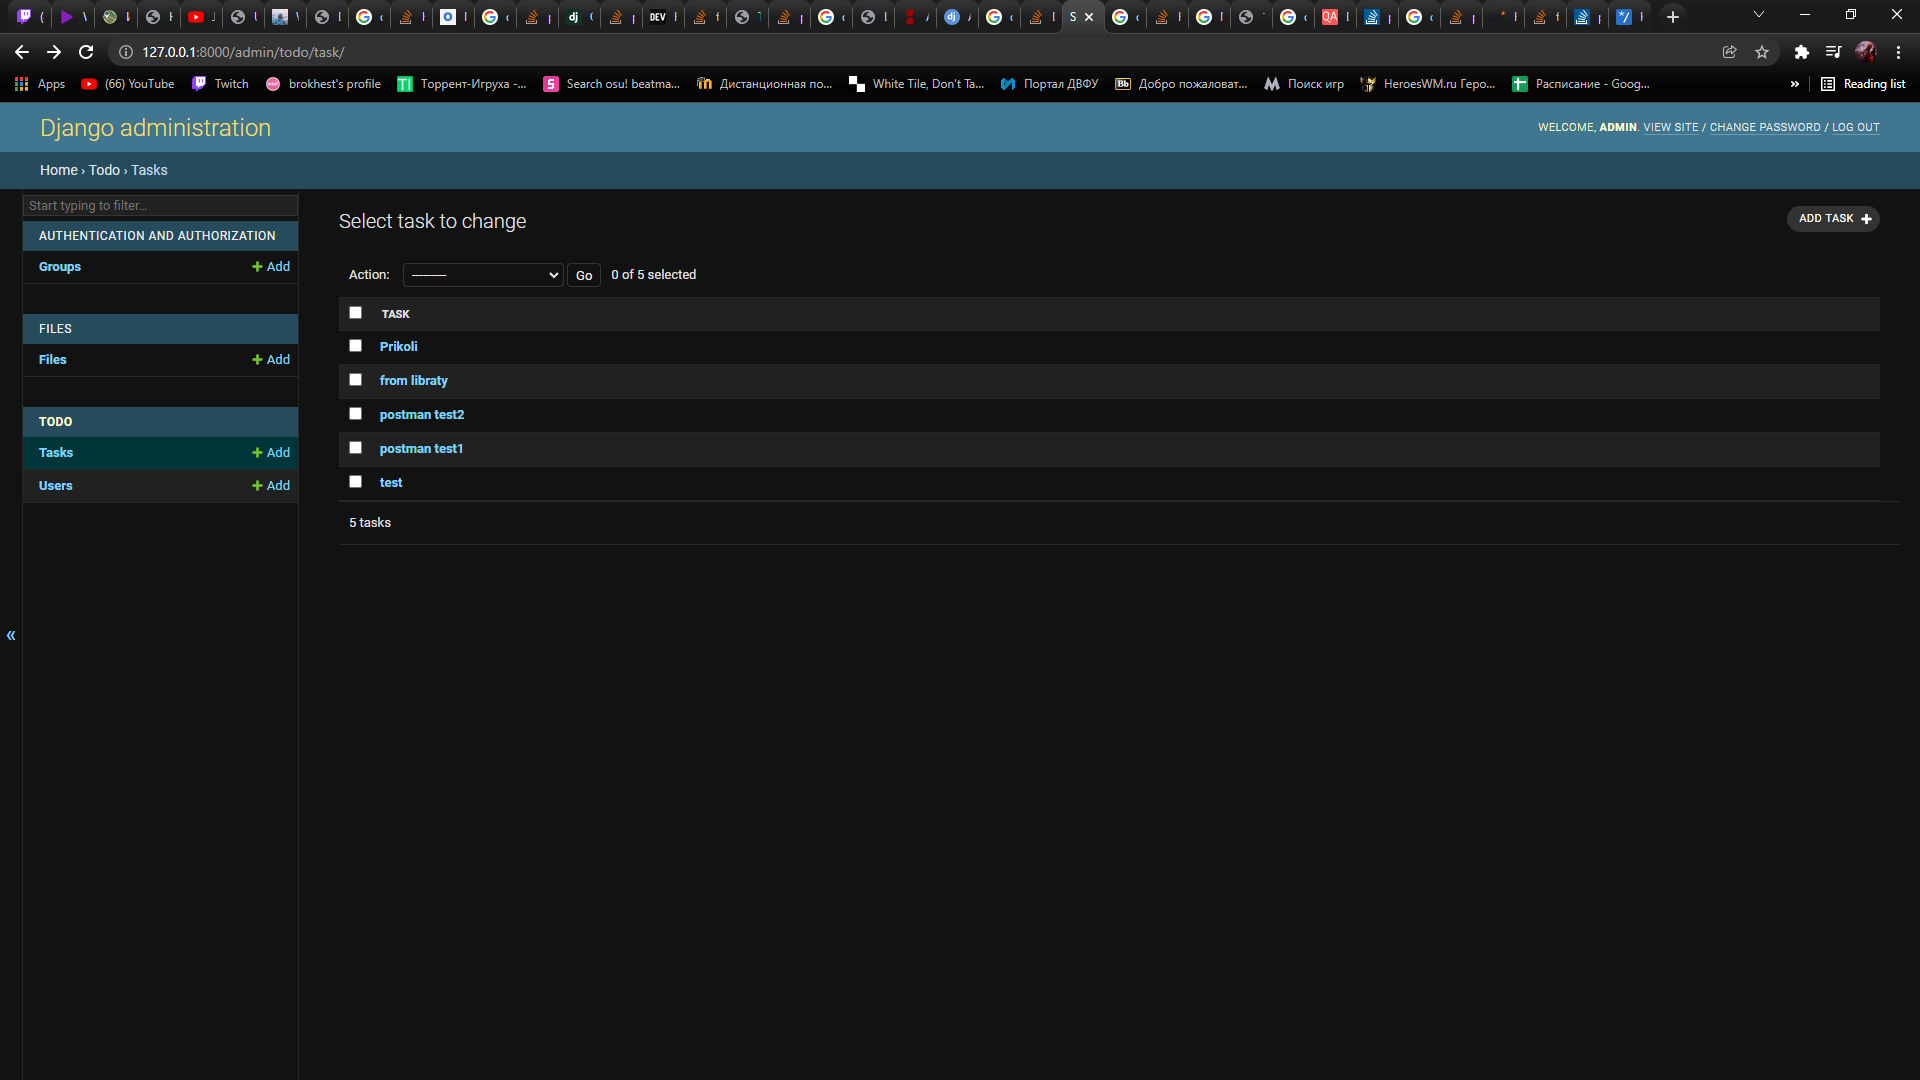 127.0.0.1:8000/admin/todo/task/
Apps (66) YouTube Twitch brokhest's profile Торрент-Игруха -... Search osu! beatma... Дистанционная по... White Tile, Don't Ta... Портал ДВФУ Добро пожаловат... Поиск игр HeroesWM.ru Геро... Расписание - Goog... » Reading list
Django administration
WELCOME, ADMIN. VIEW SITE / CHANGE PASSWORD / LOG OUT
Home › Todo › Tasks
Start typing to filter...
AUTHENTICATION AND AUTHORIZATION
Groups + Add
FILES
Files + Add
TODO
Tasks + Add
Users + Add
«
Select task to change
ADD TASK +
Action: --------- Go 0 of 5 selected
TASK
Prikoli
from libraty
postman test2
postman test1
test
5 tasks